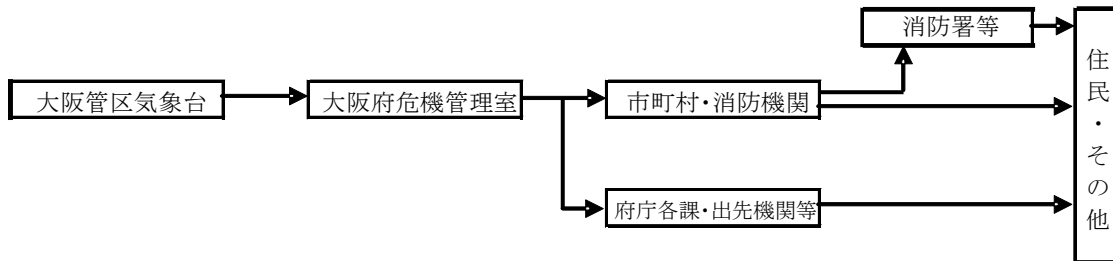 消防署等
大阪管区気象台
大阪府危機管理室
市町村・消防機関
府庁各課・出先機関等
住民・その他